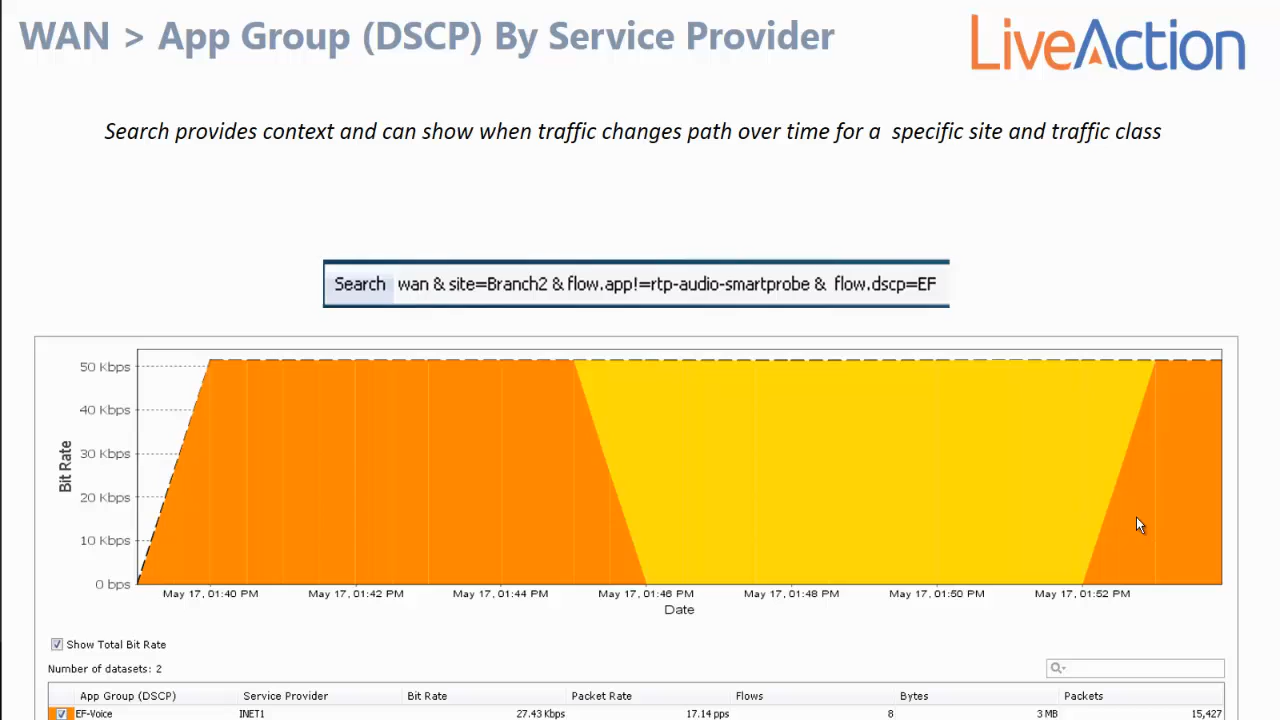 WAN > App Group (DSCP) By Service Provider
LiveAction
Search provides context and can show when traffic changes path over time for a specific site and traffic class
Search wan & site=Branch2 & flow.app!=rtp-audio-smartprobe & flow.dscp=EF
50 Kbps
40 Kbps
30 Kbps
20 Kbps
10 Kbps
0 bps
Bit Rate
May 17, 01:40 PM May 17, 01:42 PM May 17, 01:44 PM May 17, 01:46 PM May 17, 01:48 PM May 17, 01:50 PM May 17, 01:52 PM
Date
Show Total Bit Rate
Number of datasets: 2
App Group (DSCP) Service Provider Bit Rate Packet Rate Flows Bytes Packets
EF-Voice INET1 27.43 Kbps 17.14 pps 8 3 MB 15,427